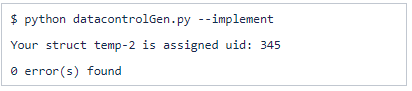 $ python datacontrolGen.py --implement
Your struct temp-2 is assigned uid: 345
0 error(s) found